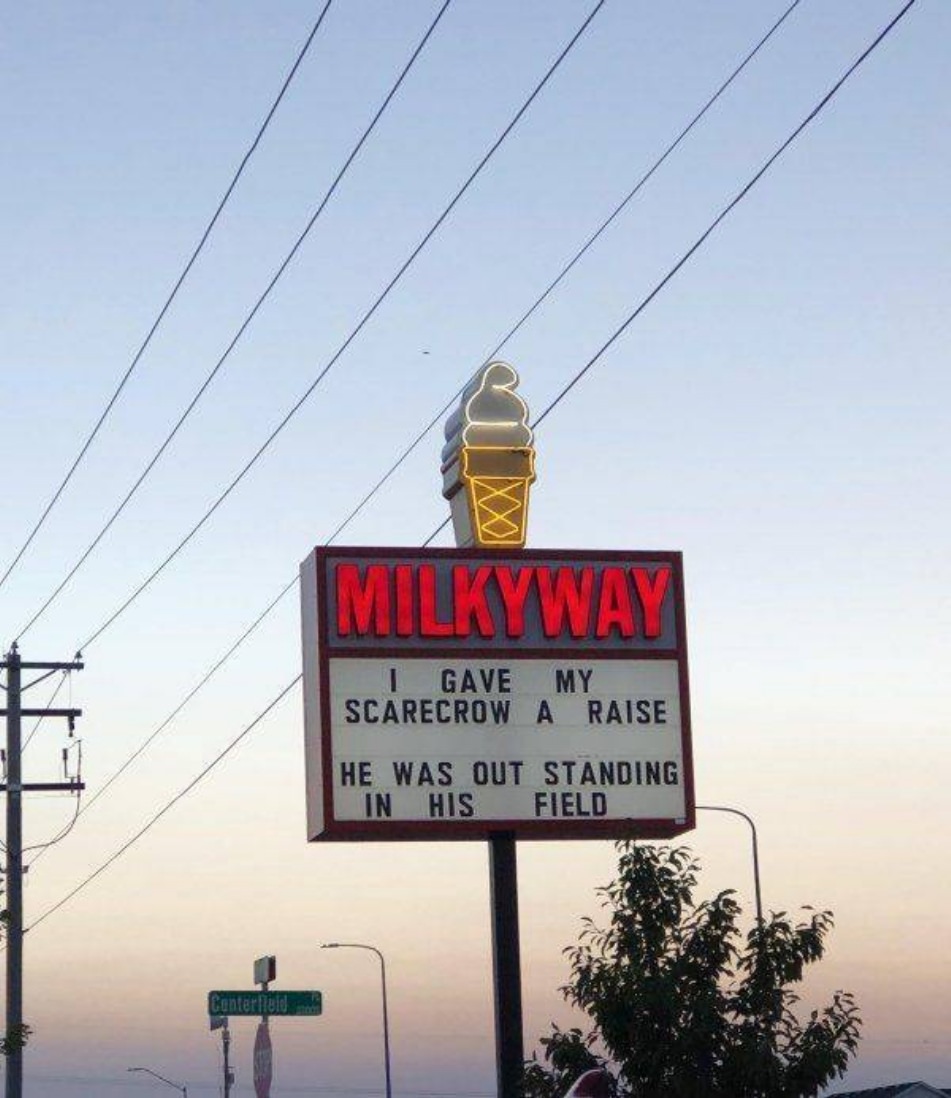 MILKYWAY
I GAVE MY
SCARECROW A RAISE
HE WAS OUT STANDING
IN HIS FIELD
Centerfield